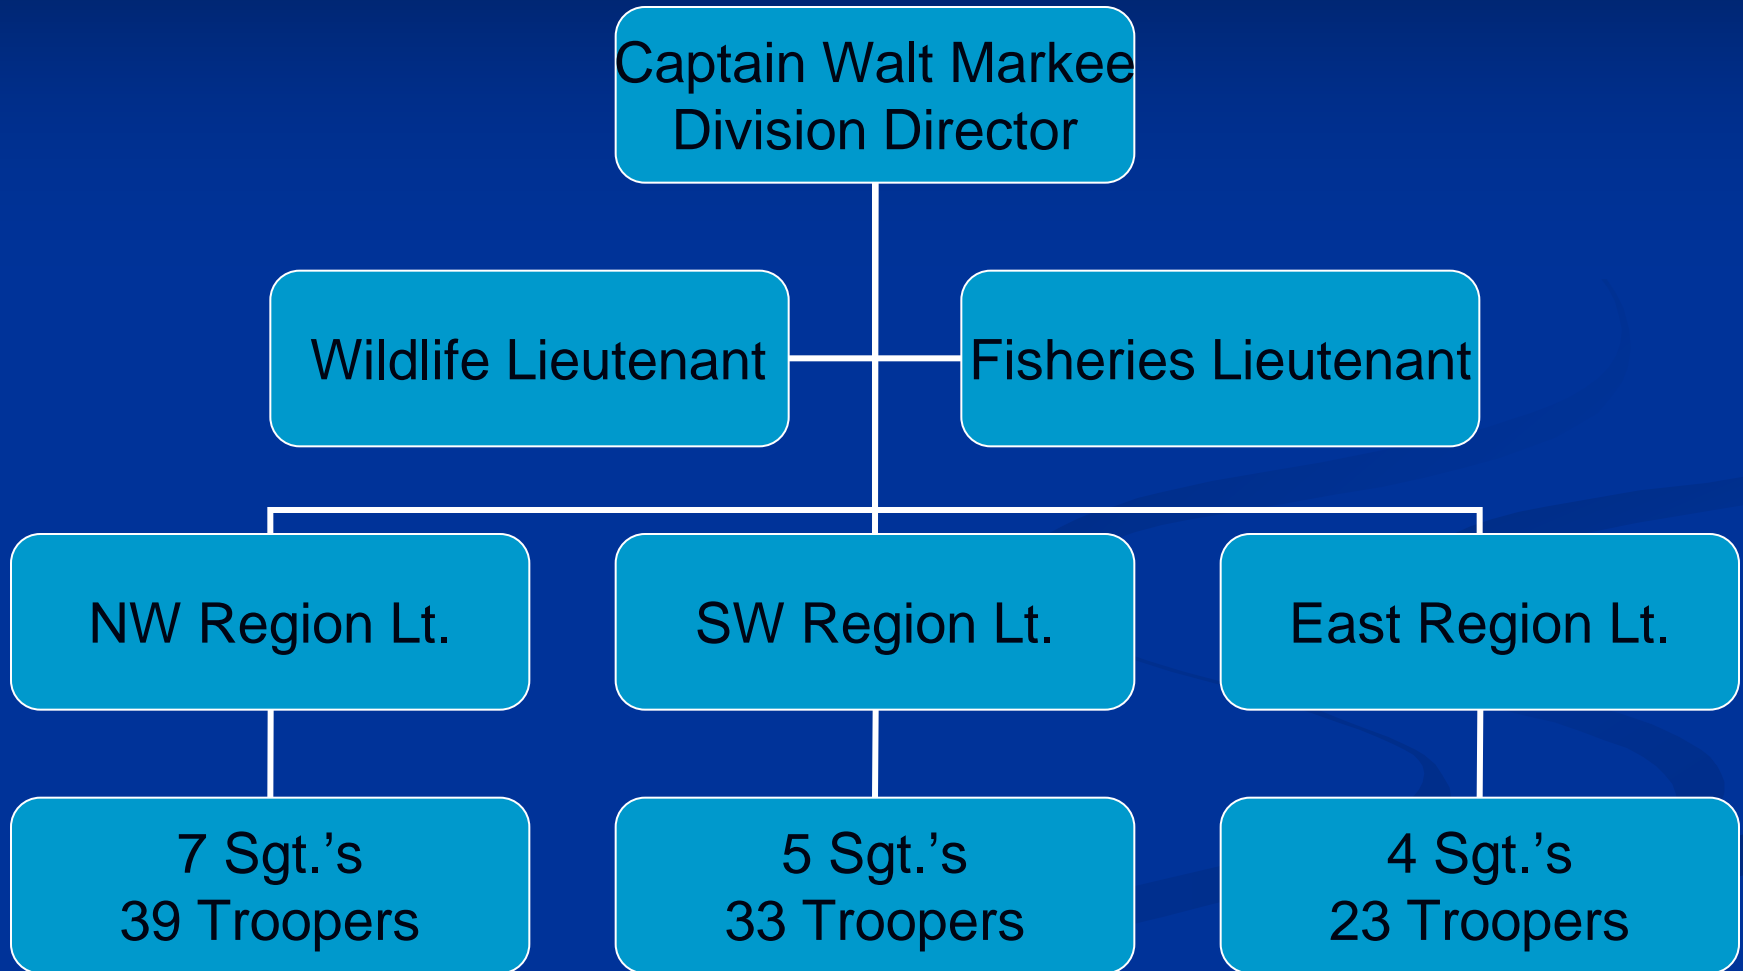 Captain Walt Markee
Division Director
Wildlife Lieutenant
Fisheries Lieutenant
NW Region Lt.
SW Region Lt.
East Region Lt.
7 Sgt.’s
39 Troopers
5 Sgt.’s
33 Troopers
4 Sgt.’s
23 Troopers